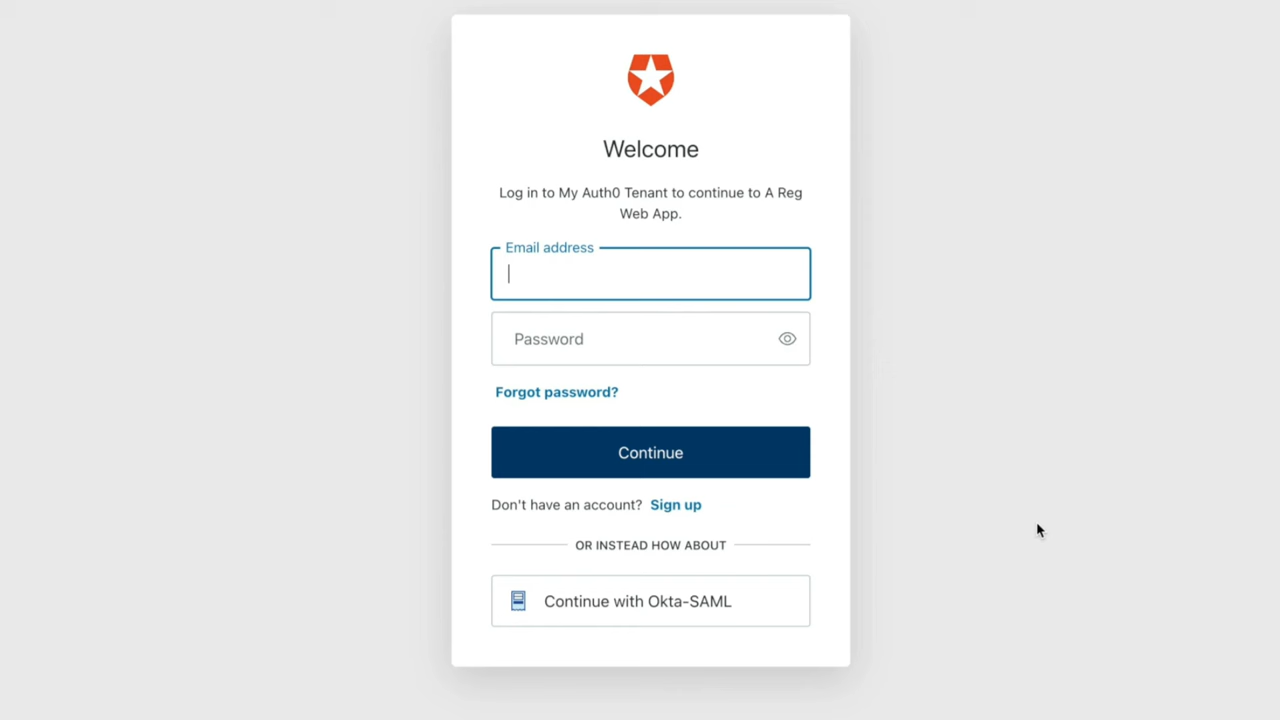 Welcome
Log in to My Auth0 Tenant to continue to A Reg
Web App.
Email address
Password
Forgot password?
Continue
Don't have an account? Sign up
OR INSTEAD HOW ABOUT
Continue with Okta-SAML